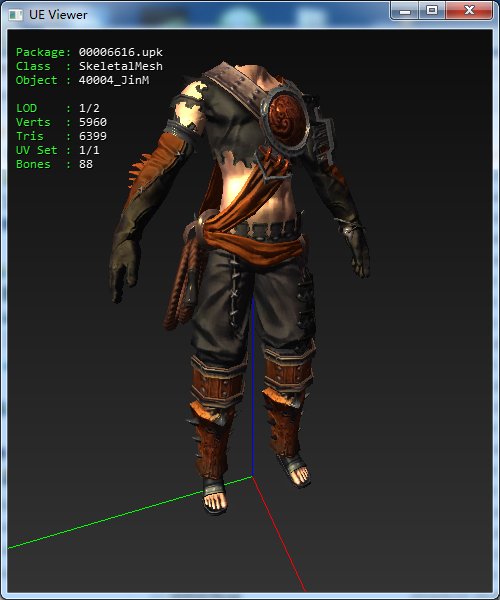 UE Viewer
Package: 00006616.upk
Class : SkeletalMesh
Object : 40004_JinM
LOD : 1/2
Verts : 5960
Tris : 6399
UV Set : 1/1
Bones : 88